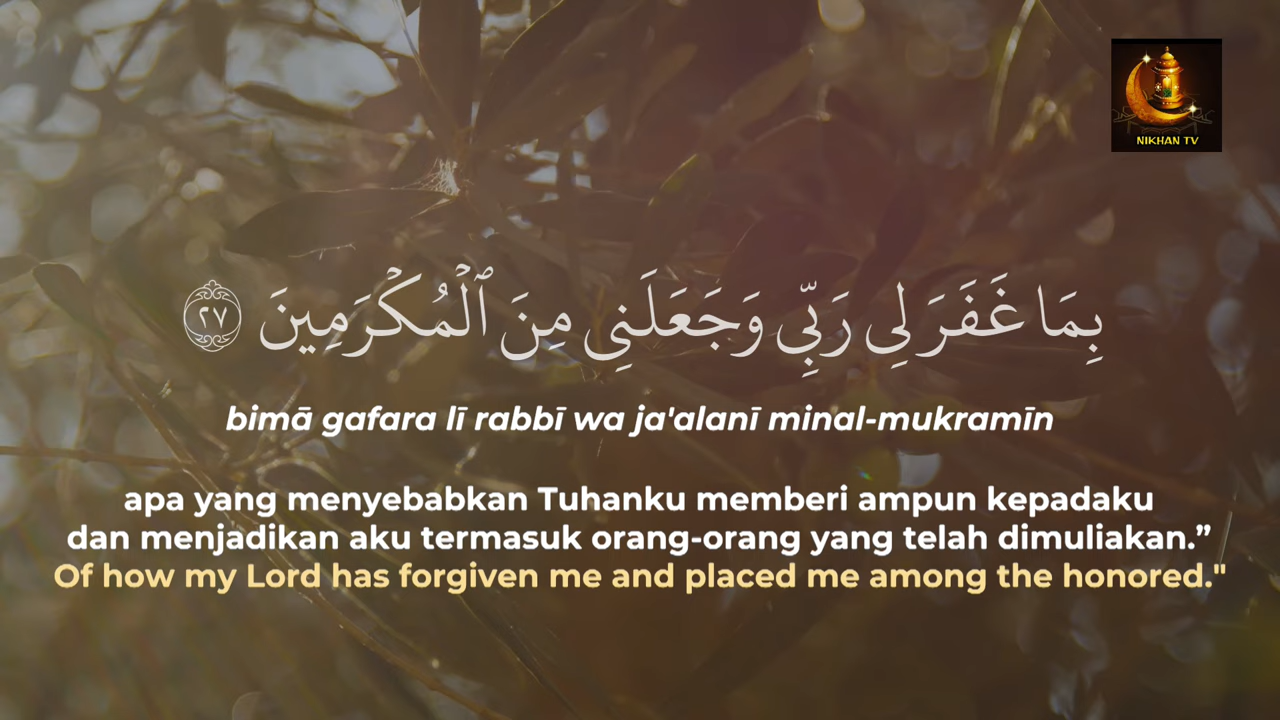 NIKHAN TV
بِمَا غَفَرَ لِى رَبِّى وَجَعَلَنِى مِنَ ٱلْمُكْرَمِينَ ٢٧
bimā gafara lī rabbī wa ja'alanī minal-mukramīn
apa yang menyebabkan Tuhanku memberi ampun kepadaku
dan menjadikan aku termasuk orang-orang yang telah dimuliakan.”
Of how my Lord has forgiven me and placed me among the honored."